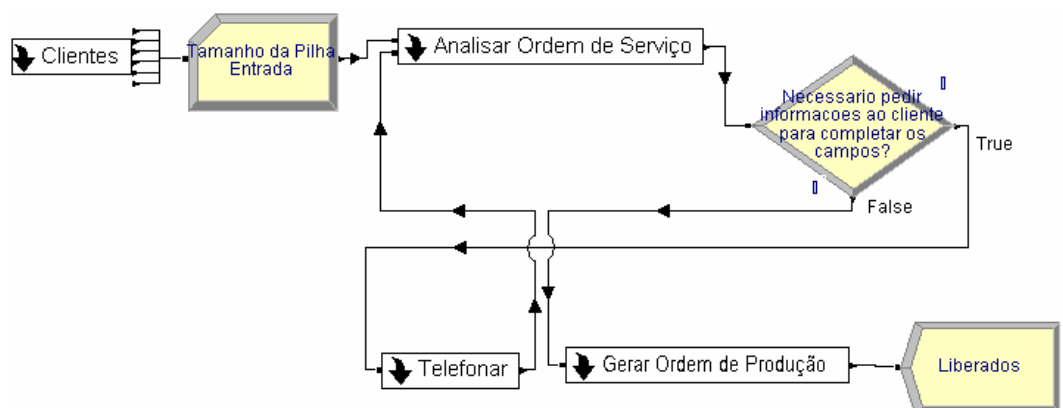 Clientes
Tamanho da Pilha
Entrada
Analisar Ordem de Serviço
Necessario pedir
informacoes ao cliente
para completar os
campos?
True
False
Telefonar
Gerar Ordem de Produção
Liberados